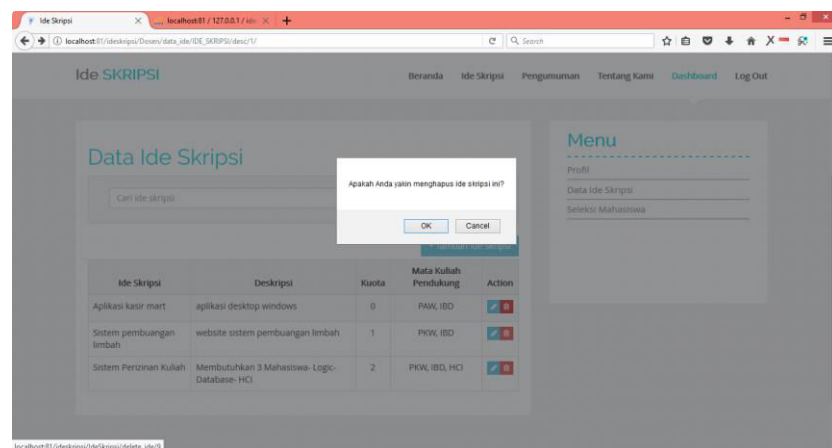 Ide Skripsi
localhost:81 / 127.0.0.1 /
localhost:81/ideskripsi/Dosen/data_ide/IDE_SKRIPSI/desc/1/
Search
Ide SKRIPSI
Beranda Ide Skripsi Pengumuman Tentang Kami Dashboard Log Out
Data Ide Skripsi
Cari ide skripsi
Apakah Anda yakin menghapus ide skripsi ini?
OK Cancel
+ Tambah Ide Skripsi
Ide Skripsi Deskripsi Kuota Mata Kuliah Pendukung Action
Aplikasi kasir mart aplikasi desktop windows 0 PAW, IBD
Sistem pembuangan limbah website sistem pembuangan limbah 1 PKW, IBD
Sistem Perizinan Kuliah Membutuhkan 3 Mahasiswa- Logic- Database- HCI 2 PKW, IBD, HCI
Menu
Profil
Data Ide Skripsi
Seleksi Mahasiswa
localhost:81/ideskripsi/IdeSkripsi/delete_ide/9